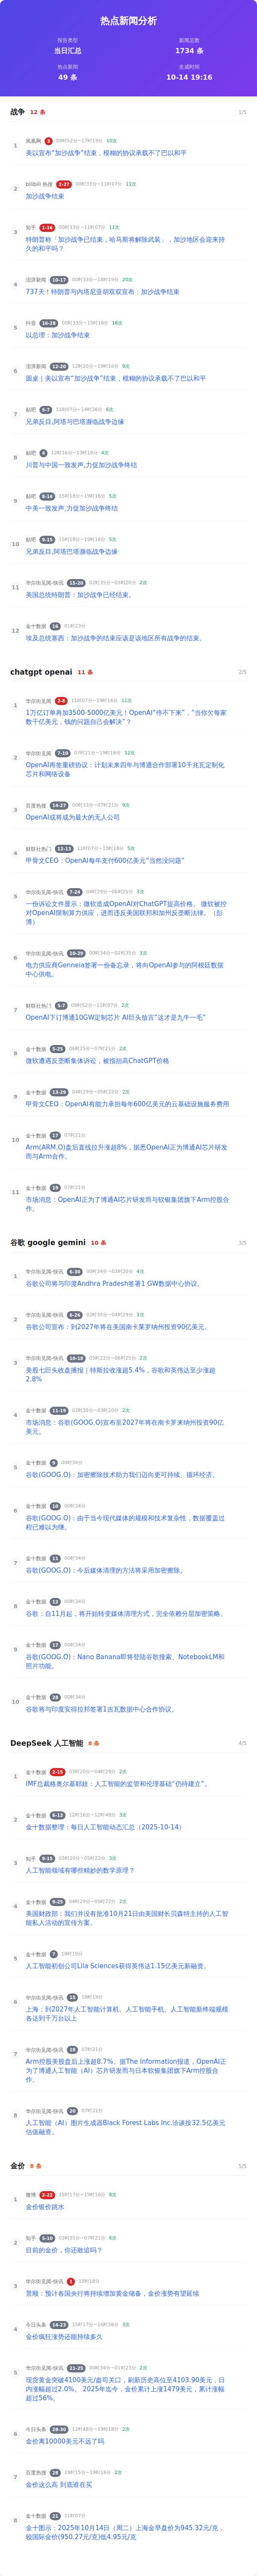 热点新闻分析
报告类型
当日汇总
新闻总数
1734 条
热点新闻
49 条
生成时间
10-14 19:16
战争 12 条 1/5
1
凤凰网 3 09时52分~17时19分 10次
美以宣布“加沙战争”结束，模糊的协议承载不了巴以和平
2
bilibili 热搜 2-27 00时33分~11时07分 11次
加沙战争结束
3
知乎 1-16 00时33分~11时07分 11次
特朗普称「加沙战争已结束，哈马斯将解除武装」，加沙地区会迎来持
久的和平吗？
4
澎湃新闻 10-17 00时33分~18时19分 20次
737天！特朗普与内塔尼亚胡双双宣布：加沙战争结束
5
抖音 16-28 00时33分~15时18分 16次
以总理：加沙战争结束
6
澎湃新闻 12-20 12时20分~19时16分 9次
圆桌｜美以宣布“加沙战争”结束，模糊的协议承载不了巴以和平
7
贴吧 5-7 11时07分~14时26分 6次
兄弟反目,阿塔与巴塔濒临战争边缘
8
贴吧 4 12时16分~13时18分 4次
川普与中国一致发声,力促加沙战争终结
9
贴吧 8-14 15时18分~19时16分 5次
中美一致发声,力促加沙战争终结
10
贴吧 9-15 15时18分~19时16分 5次
兄弟反目,阿塔巴塔濒临战争边缘
11
华尔街见闻-快讯 15-20 02时35分~03时20分 2次
美国总统特朗普：加沙战争已经结束。
12
金十数据 16 01时23分
埃及总统塞西：加沙战争的结束应该是该地区所有战争的结束。
chatgpt openai 11 条 2/5
1
华尔街见闻 2-8 11时07分~19时16分 11次
1万亿订单再加3500-5000亿美元！OpenAI“停不下来”，“当你欠每家
数千亿美元，钱的问题自己会解决”？
2
华尔街见闻 7-10 07时21分~19时16分 12次
OpenAI再签重磅协议：计划未来四年与博通合作部署10千兆瓦定制化
芯片和网络设备
3
百度热搜 14-27 00时33分~07时21分 9次
OpenAI或将成为最大的无人公司
4
财联社热门 12-13 11时07分~13时18分 5次
甲骨文CEO：OpenAI每年支付600亿美元“当然没问题”
5
华尔街见闻-快讯 7-24 04时29分~06时25分 3次
一份诉讼文件显示：微软造成OpenAI对ChatGPT提高价格。 微软被控
对OpenAI限制算力供应，进而违反美国联邦和加州反垄断法律。（彭
博）
6
华尔街见闻-快讯 10-29 00时34分~02时35分 3次
电力供应商Genneia签署一份备忘录，将向OpenAI参与的阿根廷数据
中心供电。
7
财联社热门 5-7 09时52分~11时07分 2次
OpenAI下订博通10GW定制芯片 AI巨头放言“这才是九牛一毛”
8
金十数据 5-25 06时25分~07时21分 2次
微软遭遇反垄断集体诉讼，被指抬高ChatGPT价格
9
金十数据 13-29 04时29分~05时22分 2次
甲骨文CEO：OpenAI有能力承担每年600亿美元的云基础设施服务费用
10
金十数据 17 07时21分
Arm(ARM.O)盘后直线拉升涨超8%，据悉OpenAI正为博通AI芯片研发
而与Arm合作。
11
金十数据 19 07时21分
市场消息：OpenAI正为了博通AI芯片研发而与软银集团旗下Arm控股合
作。
谷歌 google gemini 10 条 3/5
1
华尔街见闻-快讯 6-30 00时34分~03时20分 4次
谷歌公司将与印度Andhra Pradesh签署1 GW数据中心协议。
2
华尔街见闻-快讯 6-26 02时35分~04时29分 3次
谷歌公司宣布：到2027年将在美国南卡莱罗纳州投资90亿美元。
3
华尔街见闻-快讯 10-18 05时22分~06时25分 2次
美股七巨头收盘播报｜特斯拉收涨超5.4%，谷歌和英伟达至少涨超
2.8%
4
金十数据 11-19 02时35分~03时20分 2次
市场消息：谷歌(GOOG.O)宣布至2027年将在南卡罗来纳州投资90亿
美元。
5
金十数据 9 00时34分
谷歌(GOOG.O)：加密擦除技术助力我们迈向更可持续、循环经济。
6
金十数据 10 00时34分
谷歌(GOOG.O)：由于当今现代媒体的规模和技术复杂性，数据覆盖过
程已难以为继。
7
金十数据 11 00时34分
谷歌(GOOG.O)：今后媒体清理的方法将采用加密擦除。
8
金十数据 12 00时34分
谷歌：自11月起，将开始转变媒体清理方式，完全依赖分层加密策略。
9
金十数据 17 00时34分
谷歌(GOOG.O)：Nano Banana即将登陆谷歌搜索、NotebookLM和
照片功能。
10
金十数据 28 00时34分
谷歌将与印度安得拉邦签署1吉瓦数据中心合作协议。
DeepSeek 人工智能 8 条 4/5
1
金十数据 2-15 03时20分~04时29分 2次
IMF总裁格奥尔基耶娃：人工智能的监管和伦理基础“仍待建立”。
2
金十数据 6-13 12时16分~12时48分 3次
金十数据整理：每日人工智能动态汇总（2025-10-14）
3
知乎 9-15 03时20分~05时22分 3次
人工智能领域有哪些精妙的数学原理？
4
金十数据 9-25 04时29分~05时22分 2次
美国财政部：我们并没有批准10月21日由美国财长贝森特主持的人工智
能私人活动的宣传方案。
5
金十数据 7 19时19分
人工智能初创公司Lila Sciences获得英伟达1.15亿美元新融资。
6
华尔街见闻-快讯 15 18时19分
上海：到2027年人工智能计算机、人工智能手机、人工智能新终端规模
各达到千万台以上
7
华尔街见闻-快讯 18 07时21分
Arm控股美股盘后上涨超8.7%。据The Information报道，OpenAI正
为了博通人工智能（AI）芯片研发而与日本软银集团旗下Arm控股合
作。
8
华尔街见闻-快讯 20 07时21分
人工智能（AI）图片生成器Black Forest Labs Inc.洽谈按32.5亿美元
估值融资。
金价 8 条 5/5
1
微博 2-22 15时17分~19时16分 8次
金价银价跳水
2
知乎 5-10 02时35分~07时21分 6次
目前的金价，你还敢追吗？
3
华尔街见闻-快讯 1 13时18分
景顺：预计各国央行将持续增加黄金储备，金价涨势有望延续
4
今日头条 14-23 15时17分~16时26分 3次
金价疯狂涨势还能持续多久
5
华尔街见闻-快讯 21-25 00时34分~01时23分 2次
现货黄金突破4100美元/盎司关口，刷新历史高位至4103.90美元，日
内涨幅超过2.0%。 2025年迄今，金价累计上涨1479美元，累计涨幅
超过56%。
6
今日头条 28-30 12时48分~13时18分 2次
金价离10000美元不远了吗
7
百度热搜 28 18时15分~19时16分 2次
金价这么高 到底谁在买
8
金十数据 21 11时07分
金十图示：2025年10月14日（周二）上海金早盘价为945.32元/克，
较国际金价(950.27元/克)低4.95元/克